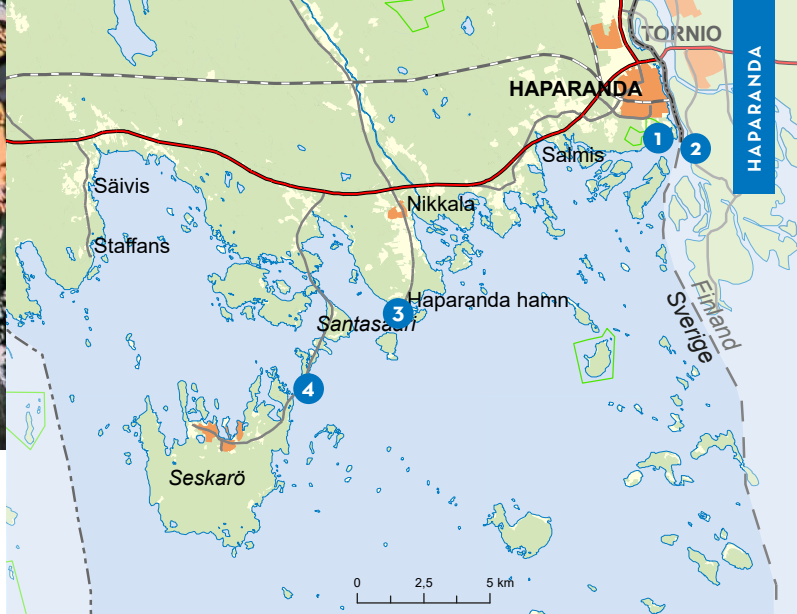 TORNIO
HAPARANDA
HAPARANDA
1
2
Salmis
Säivis
Nikkala
Staffans
Haparanda hamn
3
Santasaari
Finland
Sverige
4
Seskarö
0 2,5 5 km